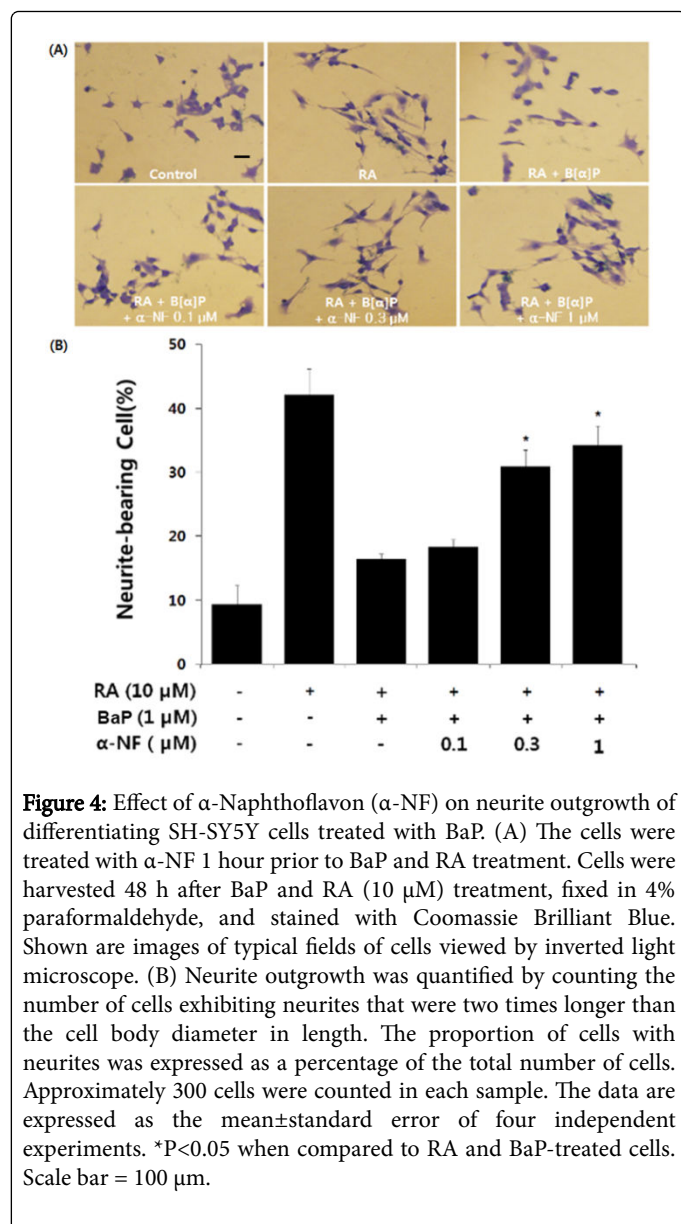 (A)
Control
RA
RA + B[α]P
RA + B[α]P
+ α-NF 0.1 μM
RA + B[α]P
+ α-NF 0.3 μM
RA + B[α]P
+ α-NF 1 μM
(B)
Neurite-bearing Cell(%)
50
40
30
20
10
0
*
*
RA (10 μM) - + + + + +
BaP (1 μM) - - + + + +
α-NF ( μM) - - - 0.1 0.3 1
Figure 4: Effect of α-Naphthoflavon (α-NF) on neurite outgrowth of
differentiating SH-SY5Y cells treated with BaP. (A) The cells were
treated with α-NF 1 hour prior to BaP and RA treatment. Cells were
harvested 48 h after BaP and RA (10 μM) treatment, fixed in 4%
paraformaldehyde, and stained with Coomassie Brilliant Blue.
Shown are images of typical fields of cells viewed by inverted light
microscope. (B) Neurite outgrowth was quantified by counting the
number of cells exhibiting neurites that were two times longer than
the cell body diameter in length. The proportion of cells with
neurites was expressed as a percentage of the total number of cells.
Approximately 300 cells were counted in each sample. The data are
expressed as the mean±standard error of four independent
experiments. *P<0.05 when compared to RA and BaP-treated cells.
Scale bar = 100 μm.